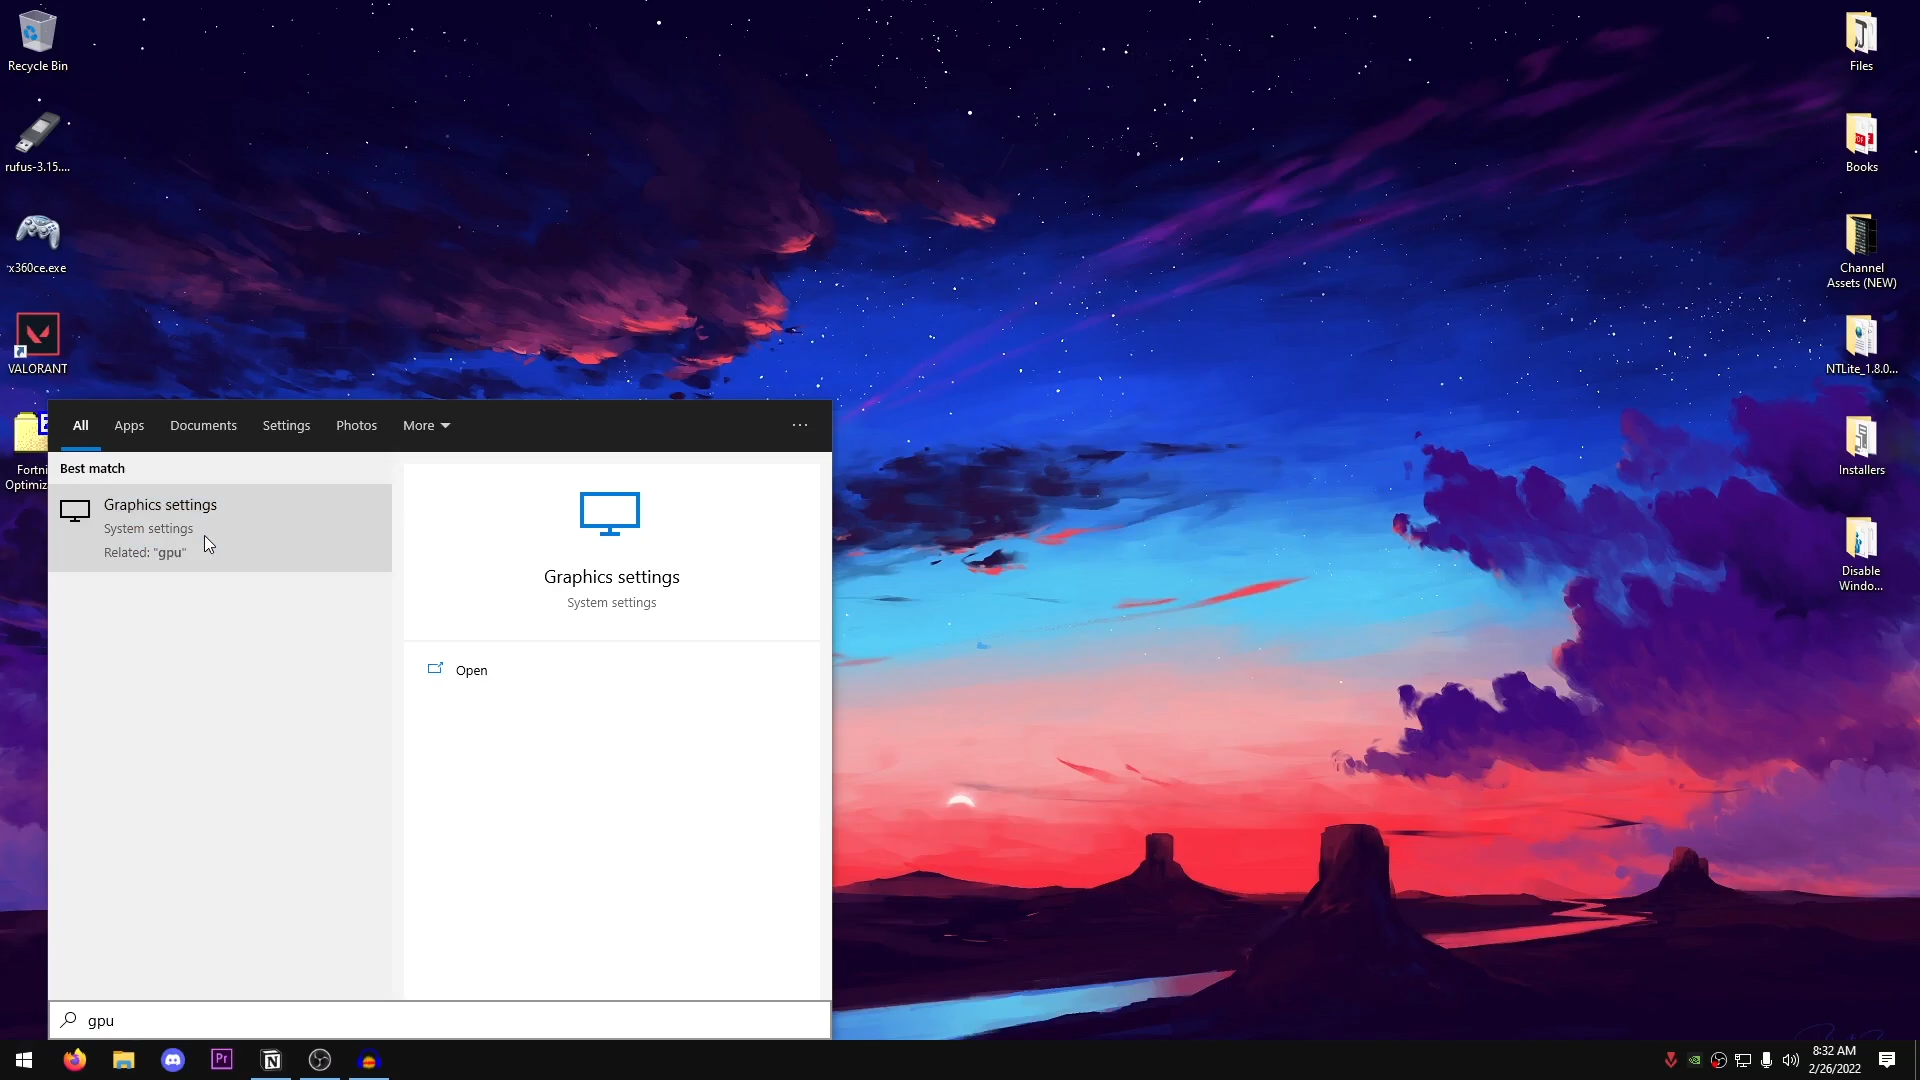 Recycle Bin
rufus-3.15....
x360ce.exe
VALORANT
Fortni
Optimiz
Files
Books
Channel
Assets (NEW)
NTLite_1.8.0...
Installers
Disable
Windo...
All
Apps
Documents
Settings
Photos
More
Best match
Graphics settings
System settings
Related: "gpu"
Graphics settings
System settings
Open
gpu
Pr
8:32 AM
2/26/2022